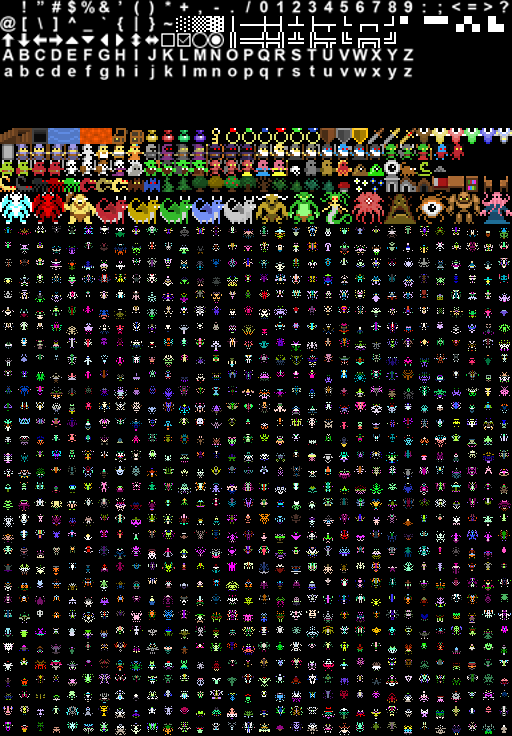 ! " # $ % & ' ( ) * + , - . / 0 1 2 3 4 5 6 7 8 9 : ; < = > ?
@ [ \ ] ^ _ ` { | } ~
A B C D E F G H I J K L M N O P Q R S T U V W X Y Z
a b c d e f g h i j k l m n o p q r s t u v w x y z